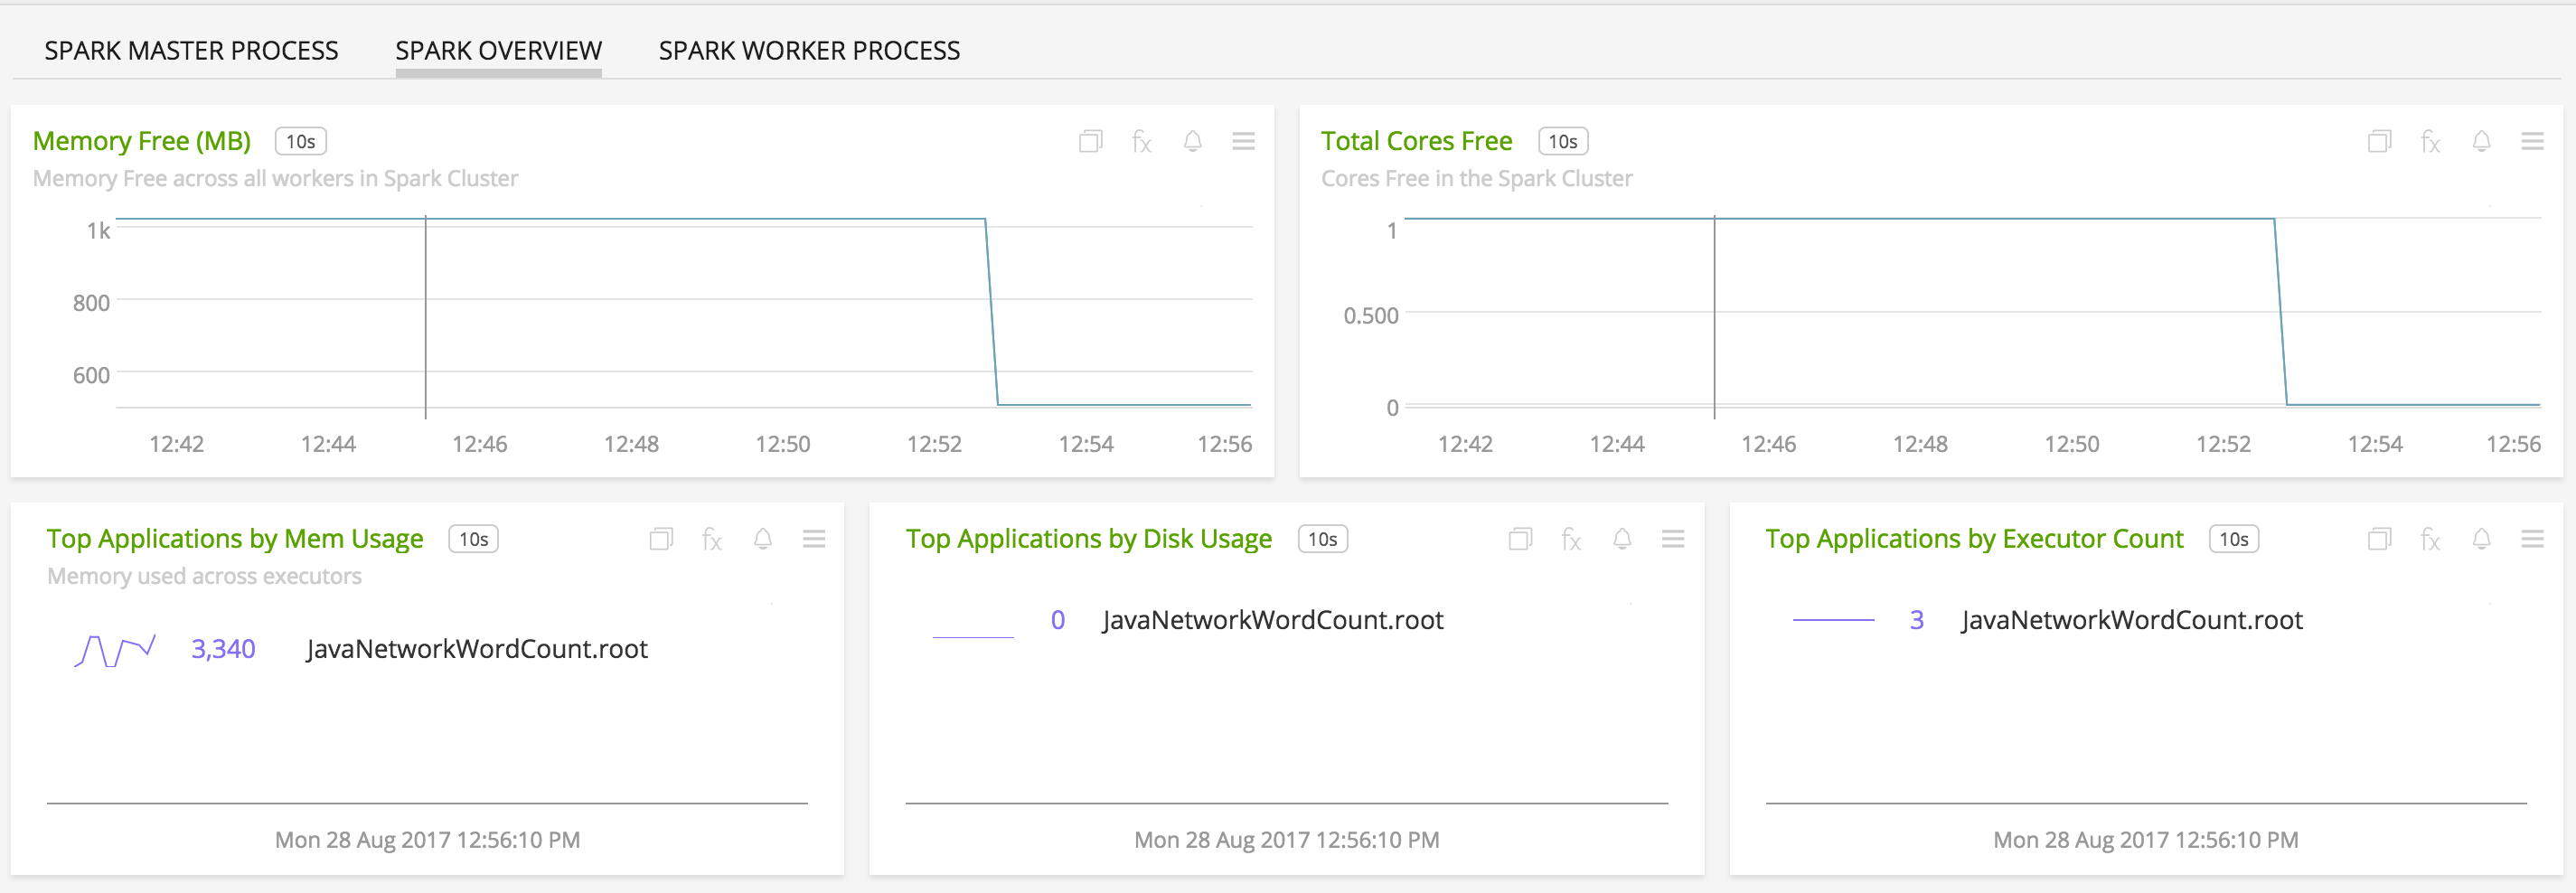 SPARK MASTER PROCESS SPARK OVERVIEW SPARK WORKER PROCESS
Memory Free (MB) 10s fx
Memory Free across all workers in Spark Cluster
1k
800
600
12:42 12:44 12:46 12:48 12:50 12:52 12:54 12:56
Total Cores Free 10s fx
Cores Free in the Spark Cluster
1
0.500
0
12:42 12:44 12:46 12:48 12:50 12:52 12:54 12:56
Top Applications by Mem Usage 10s fx
Memory used across executors
3,340 JavaNetworkWordCount.root
Mon 28 Aug 2017 12:56:10 PM
Top Applications by Disk Usage 10s fx
0 JavaNetworkWordCount.root
Mon 28 Aug 2017 12:56:10 PM
Top Applications by Executor Count 10s fx
3 JavaNetworkWordCount.root
Mon 28 Aug 2017 12:56:10 PM